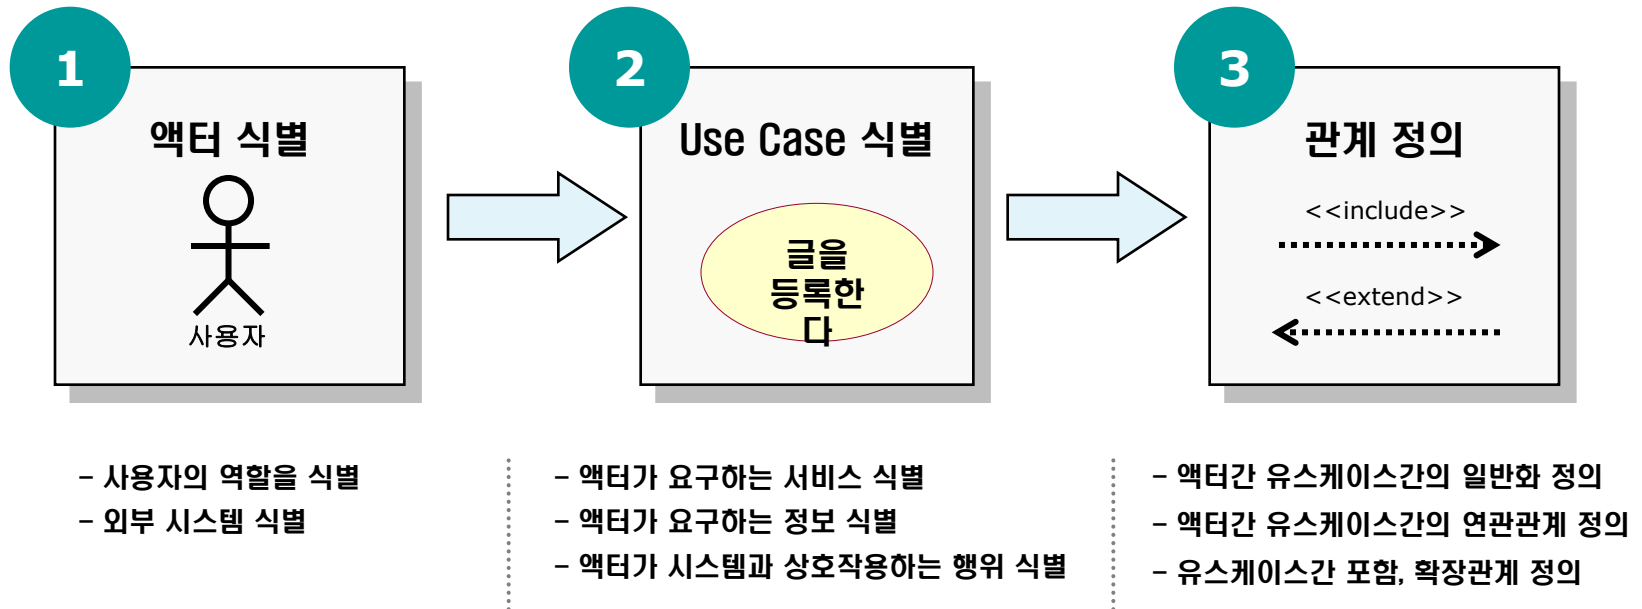 1
액터 식별
사용자
- 사용자의 역할을 식별
- 외부 시스템 식별
2
Use Case 식별
글을
등록한
다
- 액터가 요구하는 서비스 식별
- 액터가 요구하는 정보 식별
- 액터가 시스템과 상호작용하는 행위 식별
3
관계 정의
<<include>>
<<extend>>
- 액터간 유스케이스간의 일반화 정의
- 액터간 유스케이스간의 연관관계 정의
- 유스케이스간 포함, 확장관계 정의